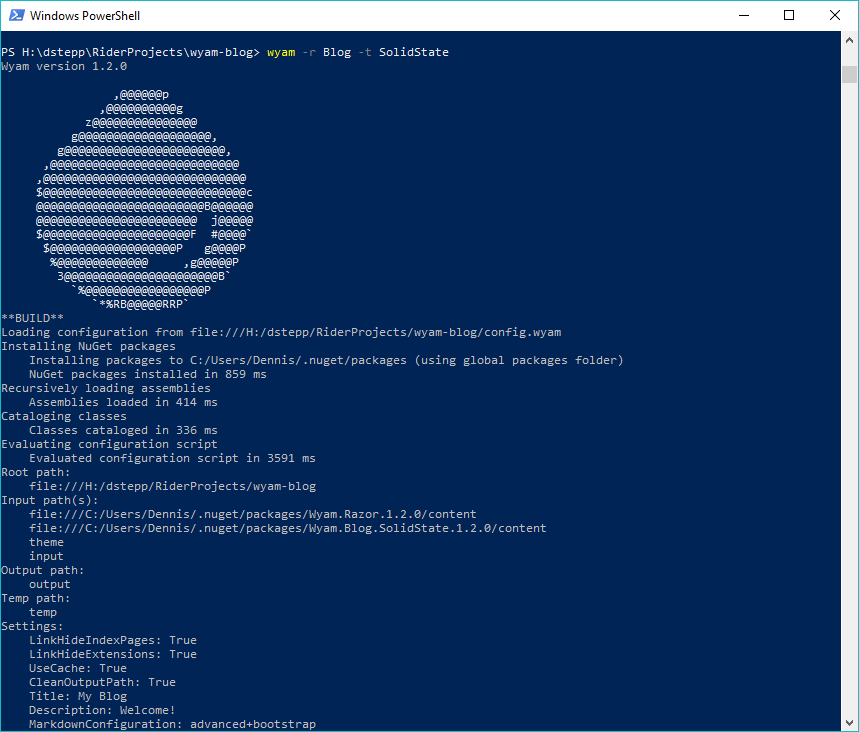 Windows PowerShell
PS H:\dstepp\RiderProjects\wyam-blog> wyam -r Blog -t SolidState
Wyam version 1.2.0
,@@@@@@p
,@@@@@@@@@@g
z@@@@@@@@@@@@@@@
g@@@@@@@@@@@@@@@@@@@,
g@@@@@@@@@@@@@@@@@@@@@@@,
,@@@@@@@@@@@@@@@@@@@@@@@@@@@
,@@@@@@@@@@@@@@@@@@@@@@@@@@@@@
$@@@@@@@@@@@@@@@@@@@@@@@@@@@@@c
@@@@@@@@@@@@@@@@@@@@@@@@B@@@@@@
@@@@@@@@@@@@@@@@@@@@@@@  j@@@@@
$@@@@@@@@@@@@@@@@@@@@@F  #@@@@`
$@@@@@@@@@@@@@@@@@@P   g@@@@P
%@@@@@@@@@@@@@     ,g@@@@@P
3@@@@@@@@@@@@@@@@@@@@@@B`
`%@@@@@@@@@@@@@@@@@P
`*%RB@@@@@RRP`
**BUILD**
Loading configuration from file:///H:/dstepp/RiderProjects/wyam-blog/config.wyam
Installing NuGet packages
Installing packages to C:/Users/Dennis/.nuget/packages (using global packages folder)
NuGet packages installed in 859 ms
Recursively loading assemblies
Assemblies loaded in 414 ms
Cataloging classes
Classes cataloged in 336 ms
Evaluating configuration script
Evaluated configuration script in 3591 ms
Root path:
file:///H:/dstepp/RiderProjects/wyam-blog
Input path(s):
file:///C:/Users/Dennis/.nuget/packages/Wyam.Razor.1.2.0/content
file:///C:/Users/Dennis/.nuget/packages/Wyam.Blog.SolidState.1.2.0/content
theme
input
Output path:
output
Temp path:
temp
Settings:
LinkHideIndexPages: True
LinkHideExtensions: True
UseCache: True
CleanOutputPath: True
Title: My Blog
Description: Welcome!
MarkdownConfiguration: advanced+bootstrap